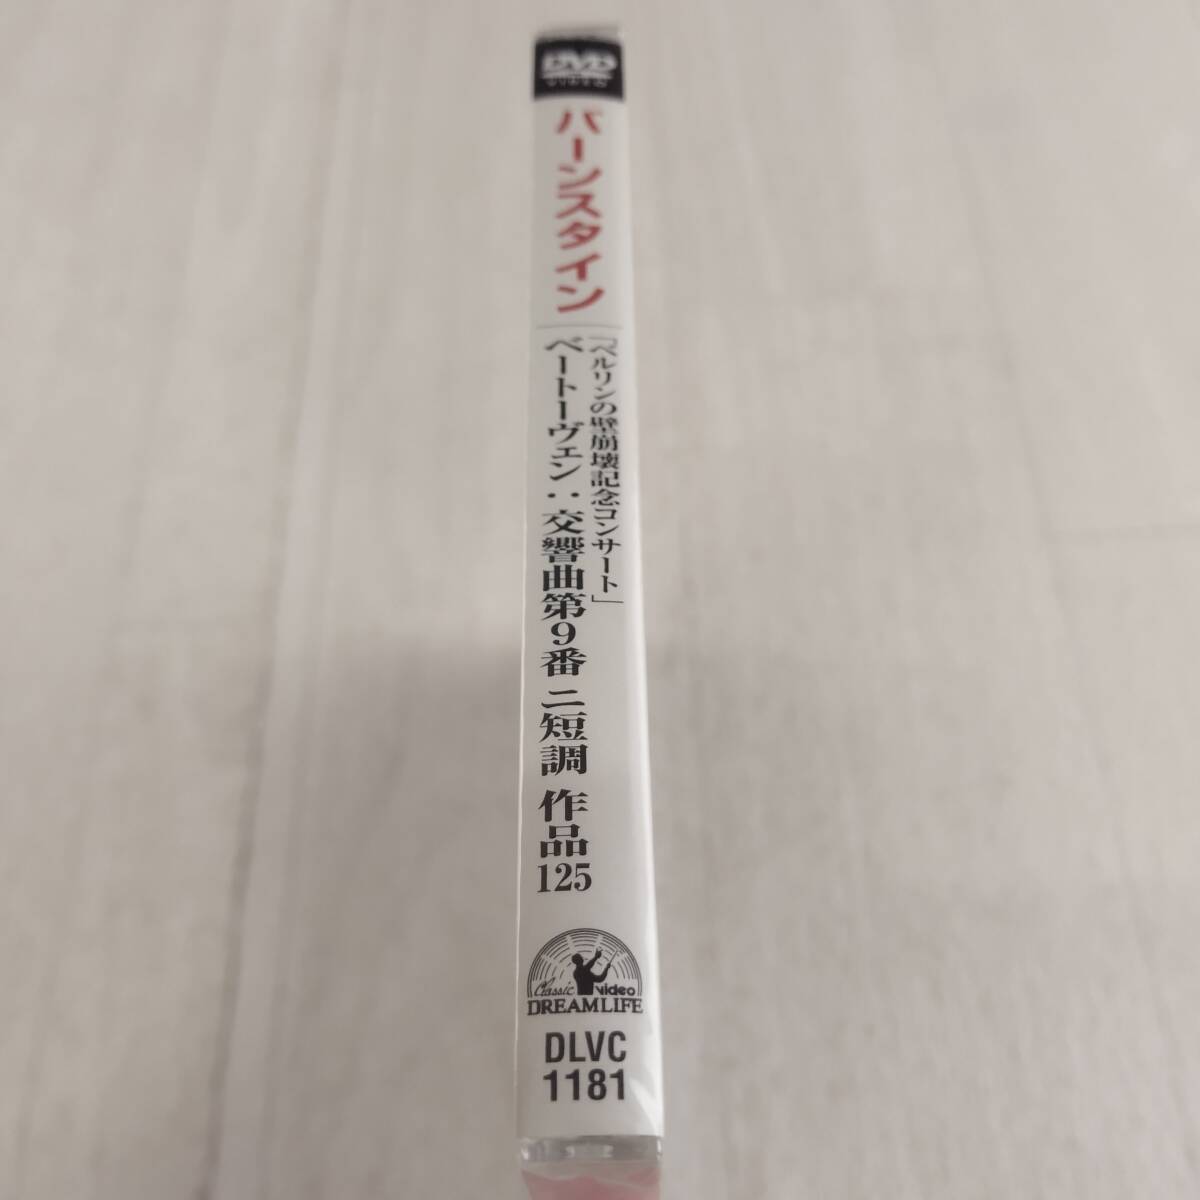 DVD
VIDEO
バーンスタイン
「ベルリンの壁崩壊記念コンサート」
ベートーヴェン：交響曲第9番 ニ短調 作品125
Classic video
DREAMLIFE
DLVC
1181